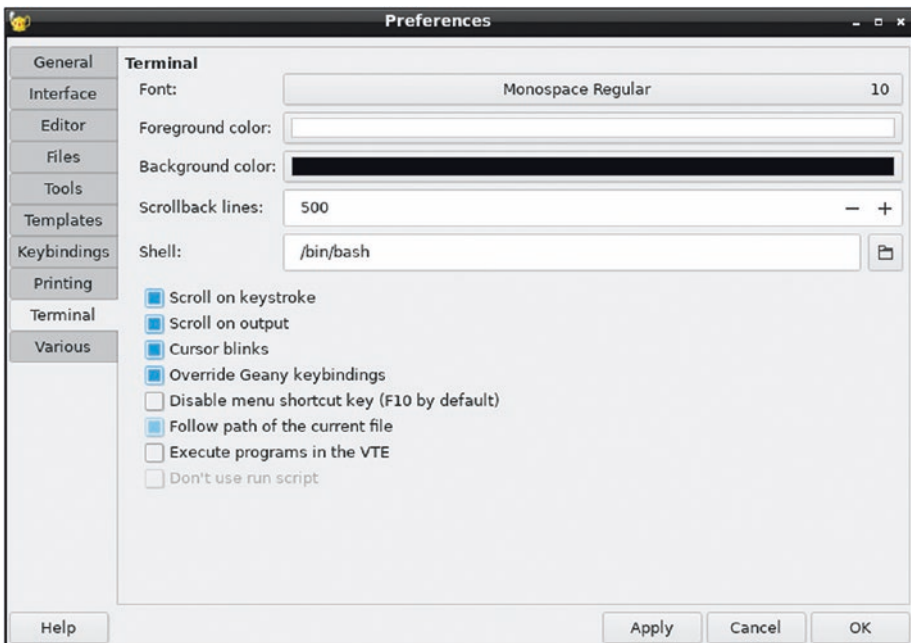 Preferences
General
Interface
Editor
Files
Tools
Templates
Keybindings
Printing
Terminal
Various
Terminal
Font: Monospace Regular 10
Foreground color:
Background color:
Scrollback lines: 500 − +
Shell: /bin/bash
Scroll on keystroke
Scroll on output
Cursor blinks
Override Geany keybindings
Disable menu shortcut key (F10 by default)
Follow path of the current file
Execute programs in the VTE
Don't use run script
Help Apply Cancel OK